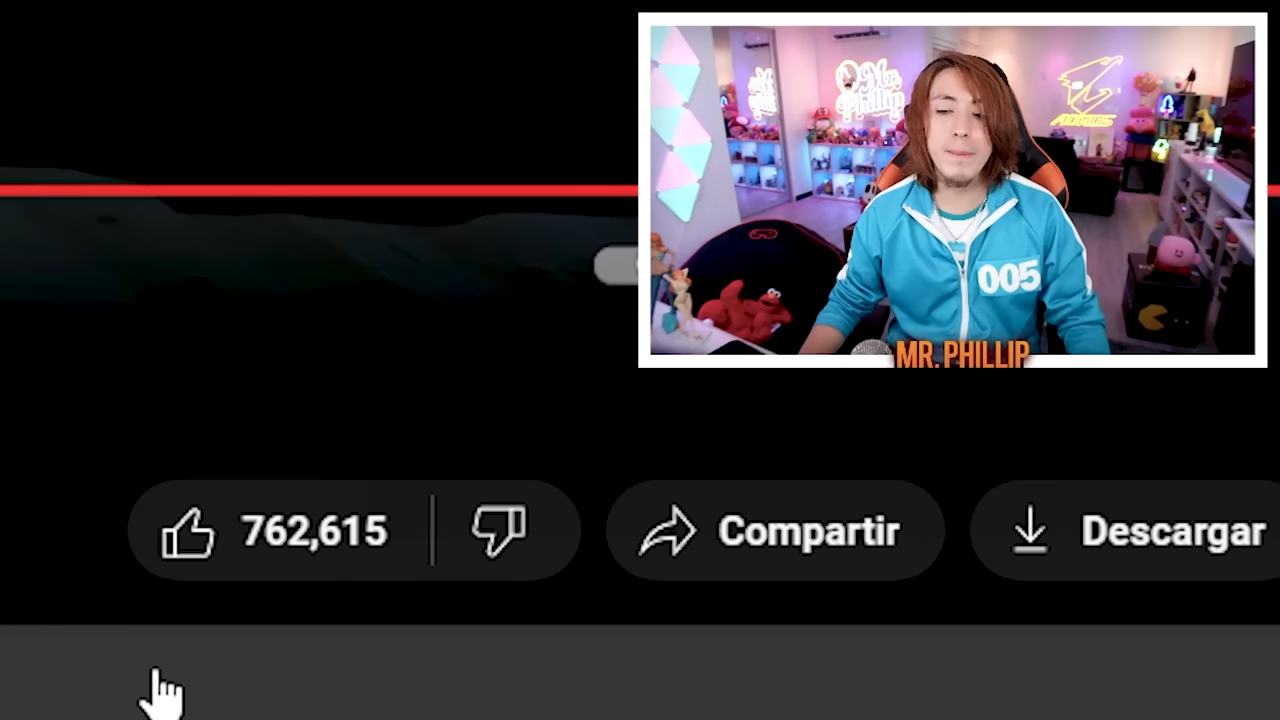 Mr.
Phillip
AORUS
005
MR. PHILLIP
762,615
Compartir
Descargar